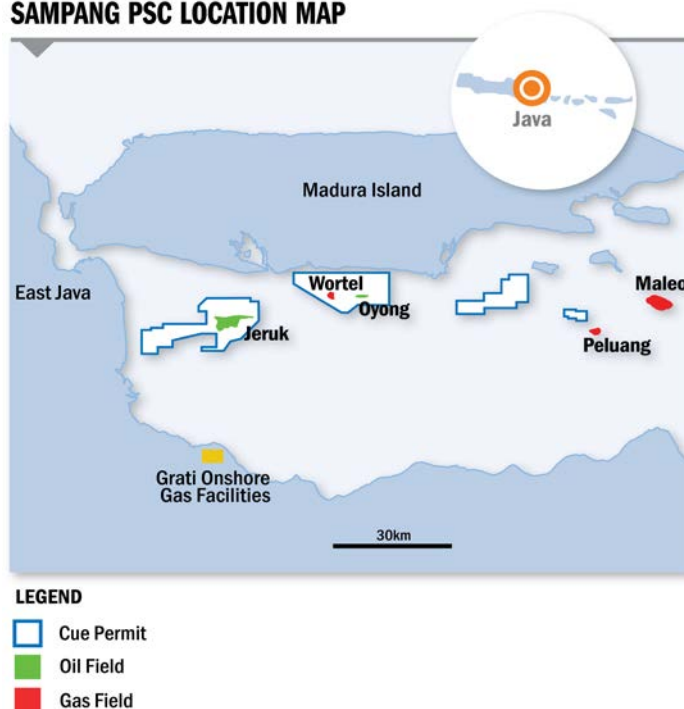 SAMPANG PSC LOCATION MAP
Java
Madura Island
East Java
Wortel
Oyong
Maleo
Jeruk
Peluang
Grati Onshore
Gas Facilities
30km
LEGEND
Cue Permit
Oil Field
Gas Field